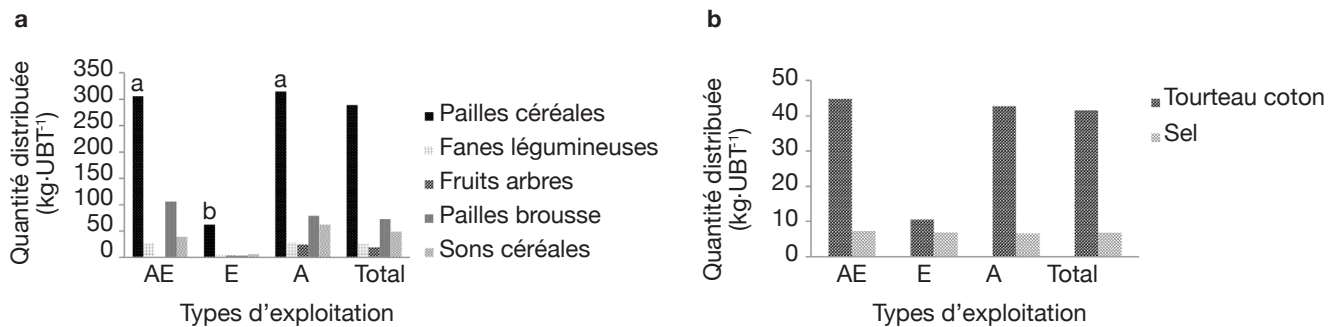 a
Quantité distribuée
(kg·UBT⁻¹)
350
300
250
200
150
100
50
0
a
b
a
AE
E
A
Total
Types d'exploitation
Pailles céréales
Fanes légumineuses
Fruits arbres
Pailles brousse
Sons céréales
b
Quantité distribuée
(kg·UBT⁻¹)
50
40
30
20
10
0
AE
E
A
Total
Types d'exploitation
Tourteau coton
Sel